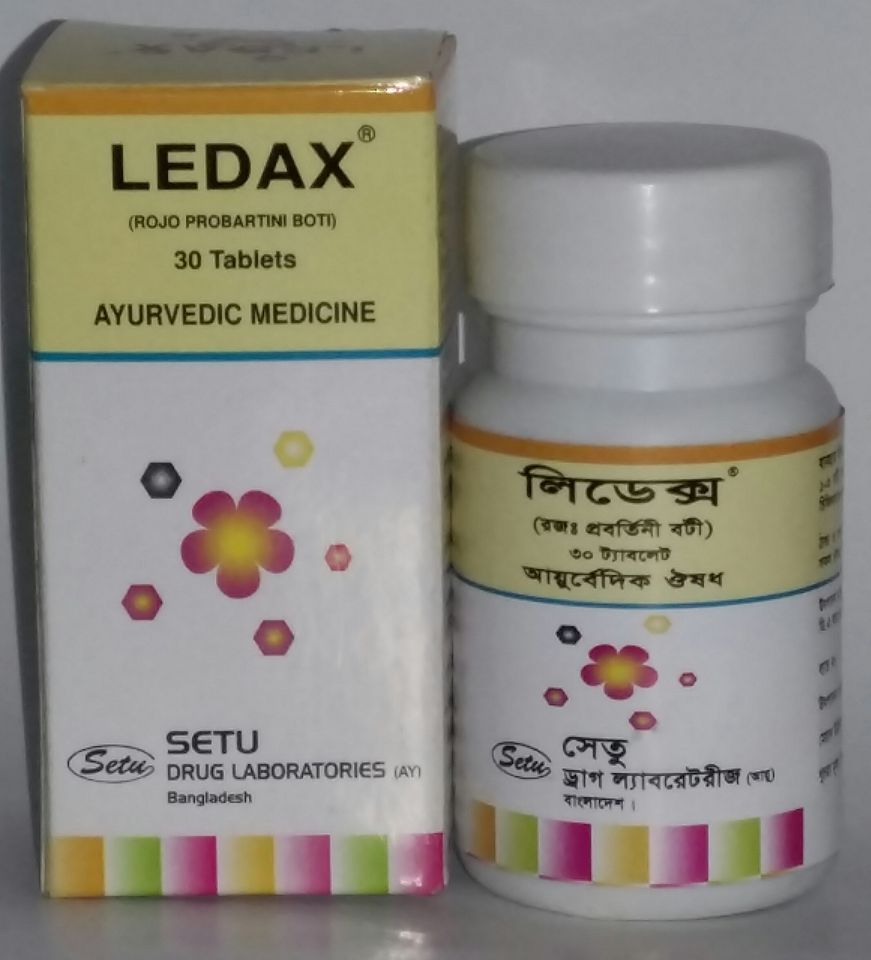 LEDAX®
(ROJO PROBARTINI BOTI)
30 Tablets
AYURVEDIC MEDICINE
Setu
SETU
DRUG LABORATORIES (AY)
Bangladesh
লিডেক্স®
(রজঃ প্রবর্তিনী বটী)
৩০ ট্যাবলেট
আয়ুর্বেদিক ঔষধ
Setu
সেতু
ড্রাগ ল্যাবরেটরীজ (আয়ু)
বাংলাদেশ।